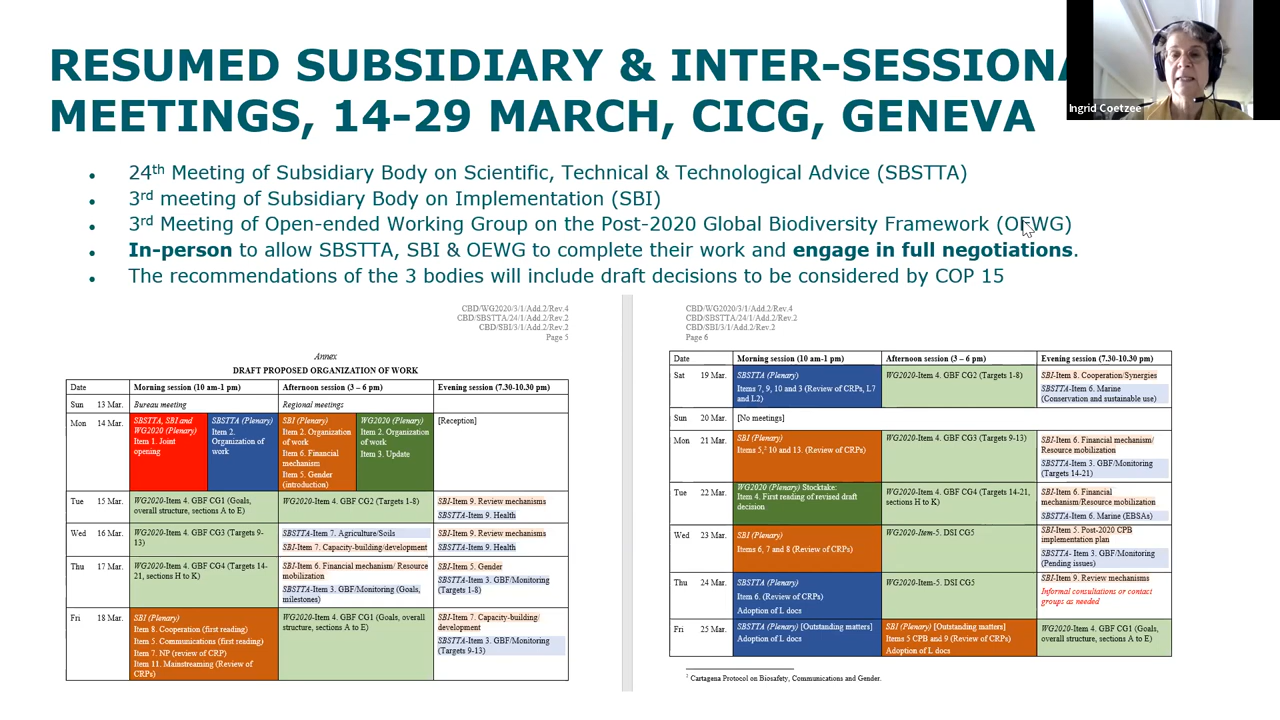 RESUMED SUBSIDIARY & INTER-SESSIONA
MEETINGS, 14-29 MARCH, CICG, GENEVA
Ingrid Coetzee
• 24th Meeting of Subsidiary Body on Scientific, Technical & Technological Advice (SBSTTA)
• 3rd meeting of Subsidiary Body on Implementation (SBI)
• 3rd Meeting of Open-ended Working Group on the Post-2020 Global Biodiversity Framework (OEWG)
• In-person to allow SBSTTA, SBI & OEWG to complete their work and engage in full negotiations.
• The recommendations of the 3 bodies will include draft decisions to be considered by COP 15
CBD/WG2020/3/1/Add.2/Rev.4
CBD/SBSTTA/24/1/Add.2/Rev.2
CBD/SBI/3/1/Add.2/Rev.2
Page 5
Annex
DRAFT PROPOSED ORGANIZATION OF WORK
Date Morning session (10 am-1 pm) Afternoon session (3 – 6 pm) Evening session (7.30-10.30 pm)
Sun 13 Mar. Bureau meeting Regional meetings
Mon 14 Mar.
SBSTTA, SBI and
WG2020 (Plenary)
Item 1. Joint
opening
SBSTTA (Plenary)
Item 2.
Organization of
work
SBI (Plenary)
Item 2. Organization
of work
Item 6. Financial
mechanism
Item 5. Gender
(introduction)
WG2020 (Plenary)
Item 2. Organization
of work
Item 3. Update
[Reception]
Tue 15 Mar.
WG2020-Item 4. GBF CG1 (Goals,
overall structure, sections A to E)
WG2020-Item 4. GBF CG2 (Targets 1-8)
SBI-Item 9. Review mechanisms
SBSTTA-Item 9. Health
Wed 16 Mar.
WG2020-Item 4. GBF CG3 (Targets 9-
13)
SBSTTA-Item 7. Agriculture/Soils
SBI-Item 7. Capacity-building/development
SBI-Item 9. Review mechanisms
SBSTTA-Item 9. Health
Thu 17 Mar.
WG2020-Item 4. GBF CG4 (Targets 14-
21, sections H to K)
SBI-Item 6. Financial mechanism/ Resource
mobilization
SBSTTA-Item 3. GBF/Monitoring (Goals,
milestones)
SBI-Item 5. Gender
SBSTTA-Item 3. GBF/Monitoring
(Targets 1-8)
Fri 18 Mar.
SBI (Plenary)
Item 8. Cooperation (first reading)
Item 5. Communications (first reading)
Item 7. NP (review of CRP)
Item 11. Mainstreaming (Review of
CRPs)
WG2020-Item 4. GBF CG1 (Goals, overall
structure, sections A to E)
SBI-Item 7. Capacity-building/
development
SBSTTA-Item 3. GBF/Monitoring
(Targets 9-13)
CBD/WG2020/3/1/Add.2/Rev.4
CBD/SBSTTA/24/1/Add.2/Rev.2
CBD/SBI/3/1/Add.2/Rev.2
Page 6
Date Morning session (10 am-1 pm) Afternoon session (3 – 6 pm) Evening session (7.30-10.30 pm)
Sat 19 Mar.
SBSTTA (Plenary)
Items 7, 9, 10 and 3 (Review of CRPs, L7
and L2)
WG2020-Item 4. GBF CG2 (Targets 1-8)
SBI-Item 8. Cooperation/Synergies
SBSTTA-Item 6. Marine
(Conservation and sustainable use)
Sun 20 Mar. [No meetings]
Mon 21 Mar.
SBI (Plenary)
Items 5,2 10 and 13. (Review of CRPs)
WG2020-Item 4. GBF CG3 (Targets 9-13)
SBI-Item 6. Financial mechanism/
Resource mobilization
SBSTTA-Item 3. GBF/Monitoring
(Targets 14-21)
Tue 22 Mar.
WG2020 (Plenary) Stocktake:
Item 4. First reading of revised draft
decision
WG2020-Item 4. GBF CG4 (Targets 14-21,
sections H to K)
SBI-Item 6. Financial
mechanism/Resource mobilization
SBSTTA-Item 6. Marine (EBSAs)
Wed 23 Mar.
SBI (Plenary)
Items 6, 7 and 8 (Review of CRPs)
WG2020-Item-5. DSI CG5
SBI-Item 5. Post-2020 CPB
implementation plan
SBSTTA- Item 3. GBF/Monitoring
(Pending issues)
Thu 24 Mar.
SBSTTA (Plenary)
Item 6. (Review of CRPs)
Adoption of L docs
WG2020-Item-5. DSI CG5
SBI-Item 9. Review mechanisms
Informal consultations or contact
groups as needed
Fri 25 Mar.
SBSTTA (Plenary) [Outstanding matters]
Adoption of L docs
SBI (Plenary) [Outstanding matters]
Items 5 CPB and 9 (Review of CRPs)
Adoption of L docs
WG2020-Item 4. GBF CG1 (Goals,
overall structure, sections A to E)
2 Cartagena Protocol on Biosafety, Communications and Gender.